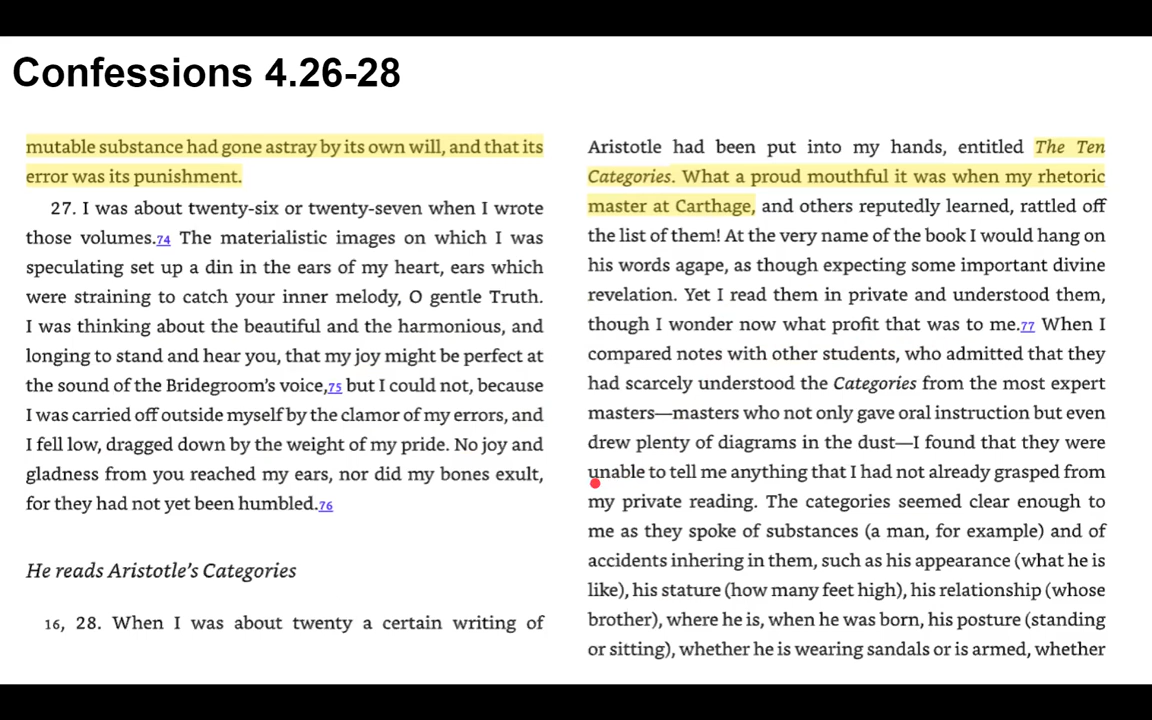 Confessions 4.26-28
mutable substance had gone astray by its own will, and that its
error was its punishment.
27. I was about twenty-six or twenty-seven when I wrote
those volumes.74 The materialistic images on which I was
speculating set up a din in the ears of my heart, ears which
were straining to catch your inner melody, O gentle Truth.
I was thinking about the beautiful and the harmonious, and
longing to stand and hear you, that my joy might be perfect at
the sound of the Bridegroom's voice,75 but I could not, because
I was carried off outside myself by the clamor of my errors, and
I fell low, dragged down by the weight of my pride. No joy and
gladness from you reached my ears, nor did my bones exult,
for they had not yet been humbled.76
He reads Aristotle's Categories
16, 28. When I was about twenty a certain writing of
Aristotle had been put into my hands, entitled The Ten
Categories. What a proud mouthful it was when my rhetoric
master at Carthage, and others reputedly learned, rattled off
the list of them! At the very name of the book I would hang on
his words agape, as though expecting some important divine
revelation. Yet I read them in private and understood them,
though I wonder now what profit that was to me.77 When I
compared notes with other students, who admitted that they
had scarcely understood the Categories from the most expert
masters—masters who not only gave oral instruction but even
drew plenty of diagrams in the dust—I found that they were
unable to tell me anything that I had not already grasped from
my private reading. The categories seemed clear enough to
me as they spoke of substances (a man, for example) and of
accidents inhering in them, such as his appearance (what he is
like), his stature (how many feet high), his relationship (whose
brother), where he is, when he was born, his posture (standing
or sitting), whether he is wearing sandals or is armed, whether